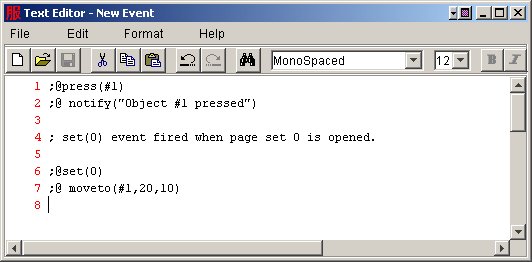 服 Text Editor - New Event
File Edit Format Help
MonoSpaced 12 B I
1 ;@press(#1)
2 ;@ notify("Object #1 pressed")
3
4 ; set(0) event fired when page set 0 is opened.
5
6 ;@set(0)
7 ;@ moveto(#1,20,10)
8